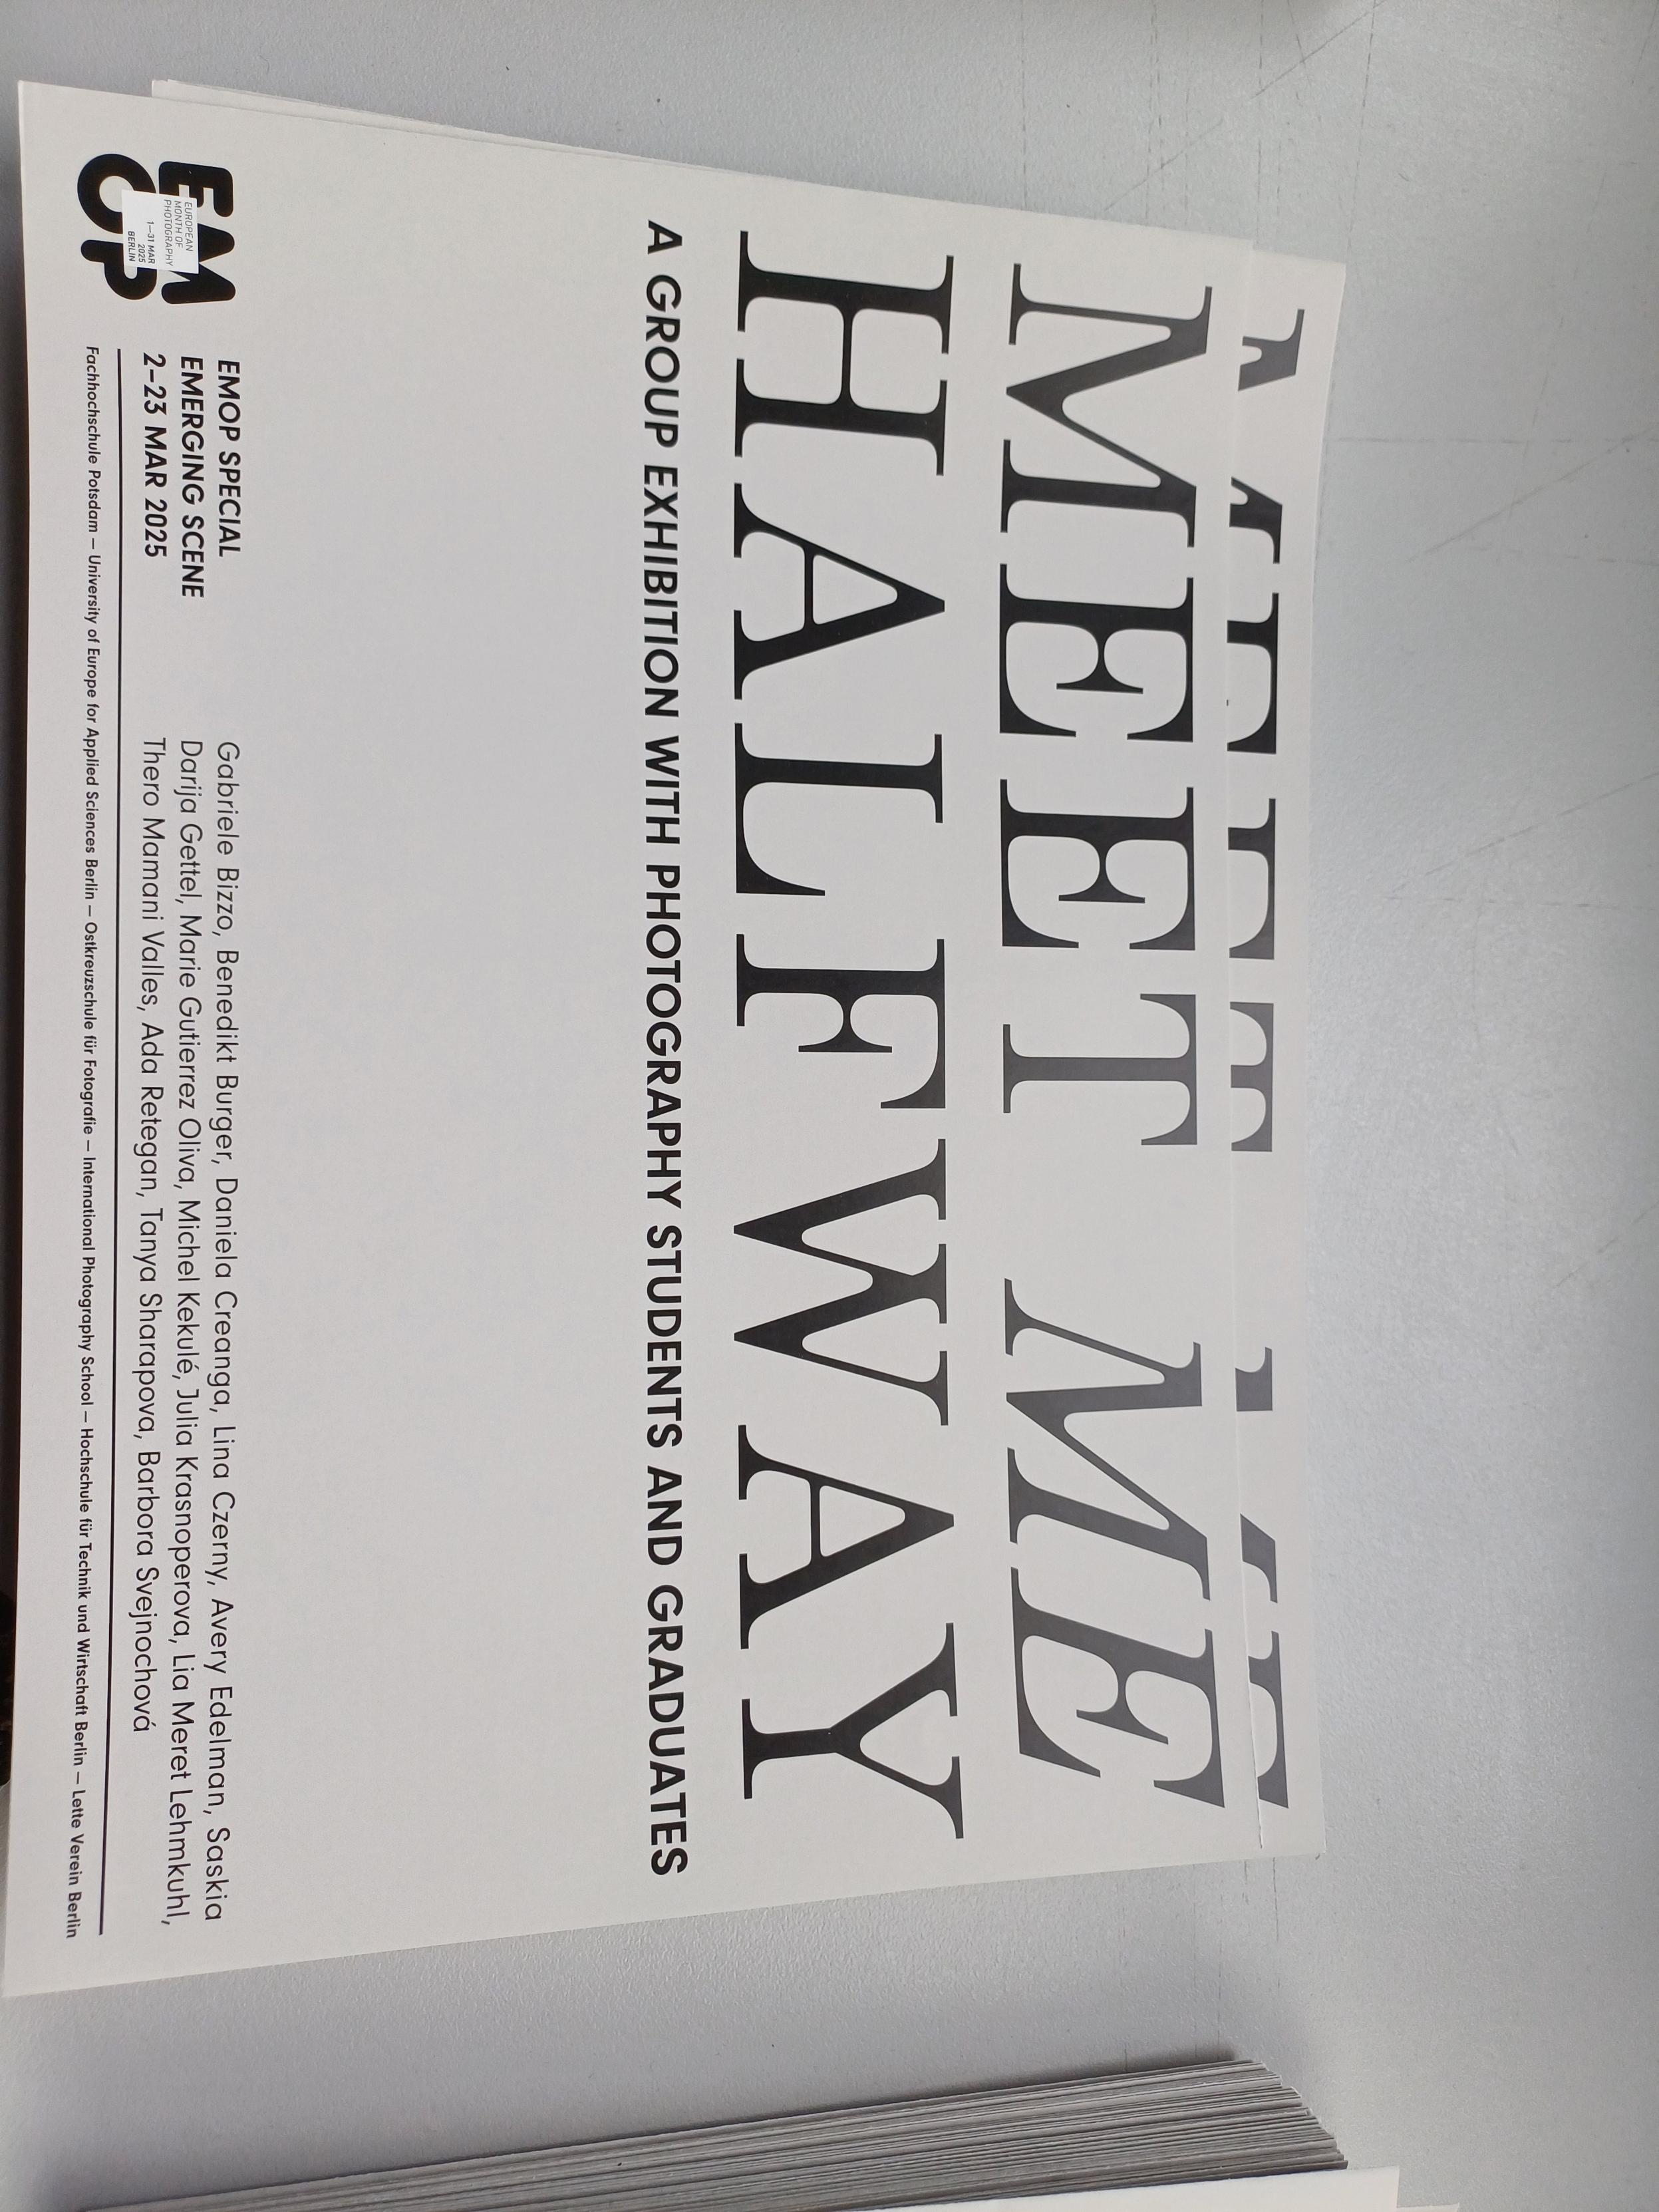 MEET ME
HALFWAY
A GROUP EXHIBITION WITH PHOTOGRAPHY STUDENTS AND GRADUATES
EMOP
EUROPEAN
MONTH OF
PHOTOGRAPHY
1—31 MAR
2025
BERLIN
EMOP SPECIAL
EMERGING SCENE
2–23 MAR 2025
Gabriele Bizzo, Benedikt Burger, Daniela Creanga, Lina Czerny, Avery Edelman, Saskia
Darija Gettel, Marie Gutierrez Oliva, Michel Kekulé, Julia Krasnoperova, Lia Meret Lehmkuhl,
Thero Mamani Valles, Ada Retegan, Tanya Sharapova, Barbora Svejnochová
Fachhochschule Potsdam — University of Europe for Applied Sciences Berlin — Ostkreuzschule für Fotografie — International Photography School — Hochschule für Technik und Wirtschaft Berlin — Lette Verein Berlin